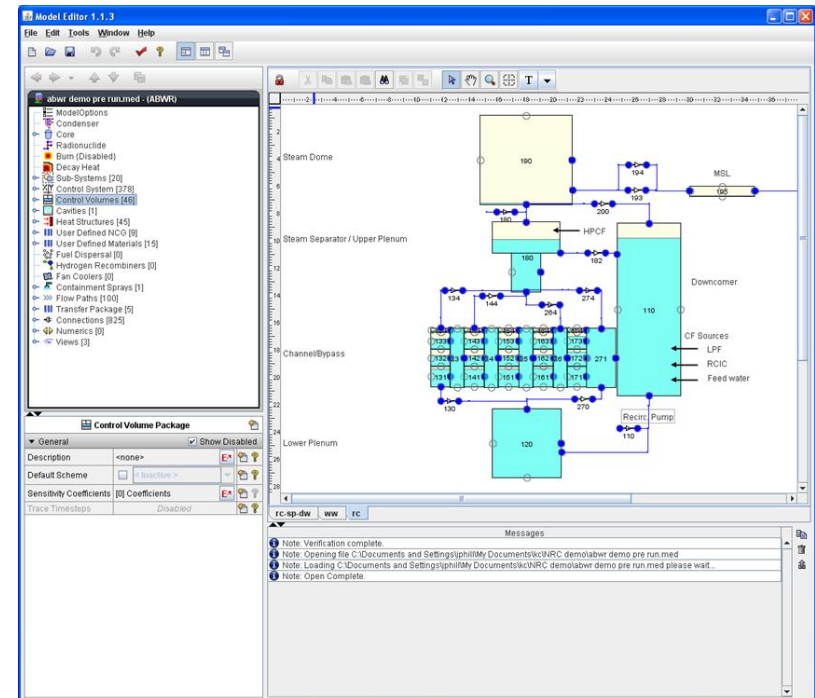 Model Editor 1.1.3
File Edit Tools Window Help
abwr demo pre run.med - (ABWR)
ModelOptions
Condenser
Core
Radionuclide
Burn (Disabled)
Decay Heat
Sub-Systems [20]
Control System [378]
Control Volumes [46]
Cavities [1]
Heat Structures [45]
User Defined NCG [9]
User Defined Materials [15]
Fuel Dispersal [0]
Hydrogen Recombiners [0]
Fan Coolers [0]
Containment Sprays [1]
Flow Paths [100]
Transfer Package [5]
Connections [825]
Numerics [0]
Views [3]
Control Volume Package
General Show Disabled
Description <none>
Default Scheme < Inactive >
Sensitivity Coefficients [0] Coefficients
Trace Timesteps Disabled
T
Steam Dome
190
194
193
MSL
195
200
180
Steam Separator / Upper Plenum
HPCF
180
182
Downcomer
134
144
274
264
110
Channel/Bypass
271
CF Sources
LPF
RCIC
Feed water
130
270
Recirc. Pump
110
Lower Plenum
120
rc-sp-dw ww rc
Messages
Note: Verification complete.
Note: Opening file C:\Documents and Settings\jphill\My Documents\kc\NRC demo\abwr demo pre run.med
Note: Loading C:\Documents and Settings\jphill\My Documents\kc\NRC demo\abwr demo pre run.med please wait...
Note: Open Complete.